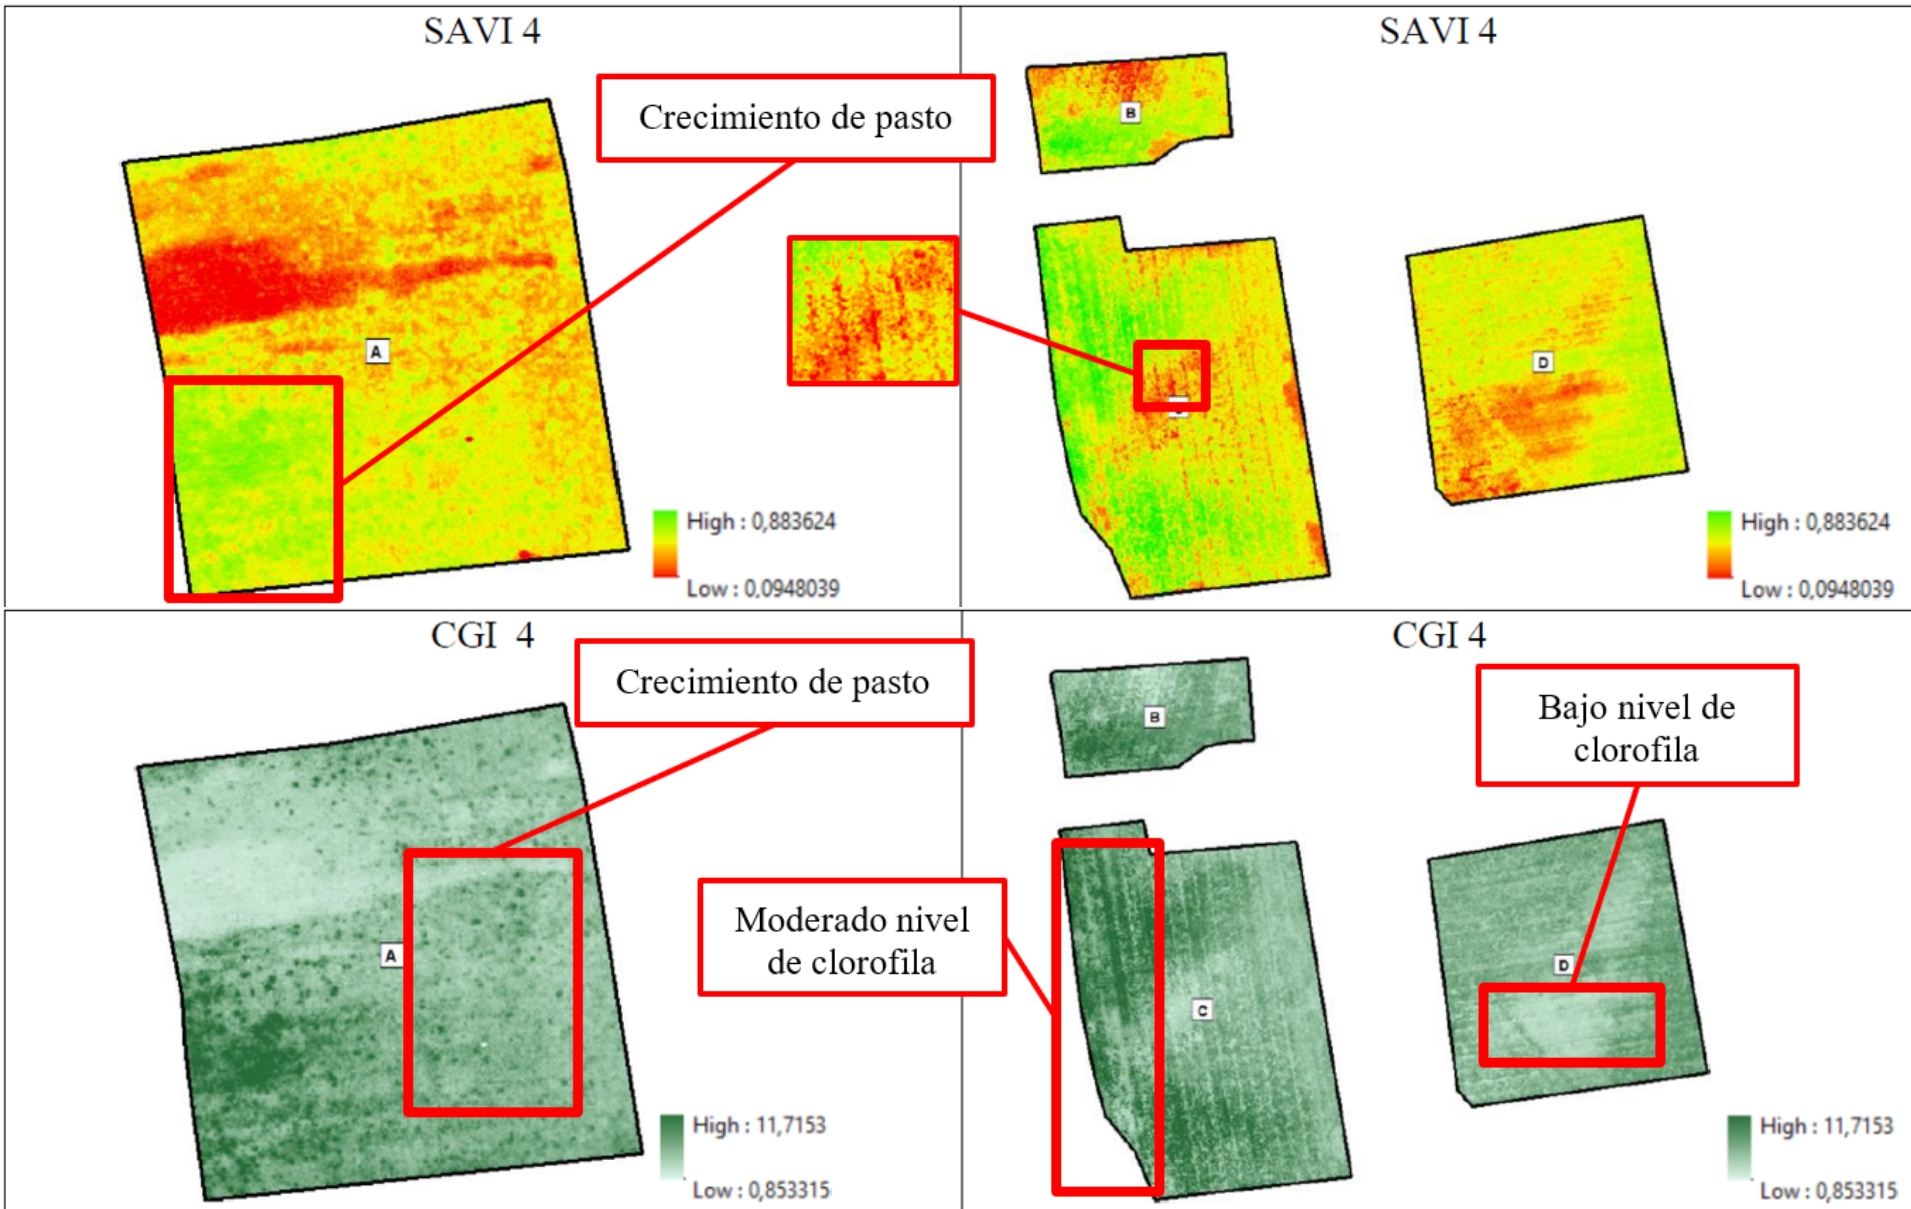 SAVI 4
Crecimiento de pasto
A
High : 0,883624
Low : 0,0948039
SAVI 4
B
D
High : 0,883624
Low : 0,0948039
CGI 4
Crecimiento de pasto
A
Moderado nivel
de clorofila
High : 11,7153
Low : 0,853315
CGI 4
B
Bajo nivel de
clorofila
C
D
High : 11,7153
Low : 0,853315